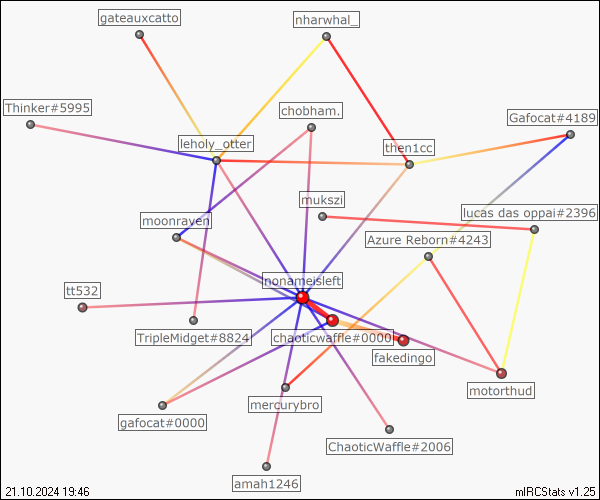 gateauxcatto
nharwhal_
Thinker#5995
chobham.
Gafocat#4189
leholy_otter
then1cc
mukszi
lucas das oppai#2396
moonraven
Azure Reborn#4243
nonameisleft
tt532
TripleMidget#8824
chaoticwaffle#0000
fakedingo
motorthud
mercurybro
gafocat#0000
ChaoticWaffle#2006
amah1246
21.10.2024 19:46
mIRCStats v1.25